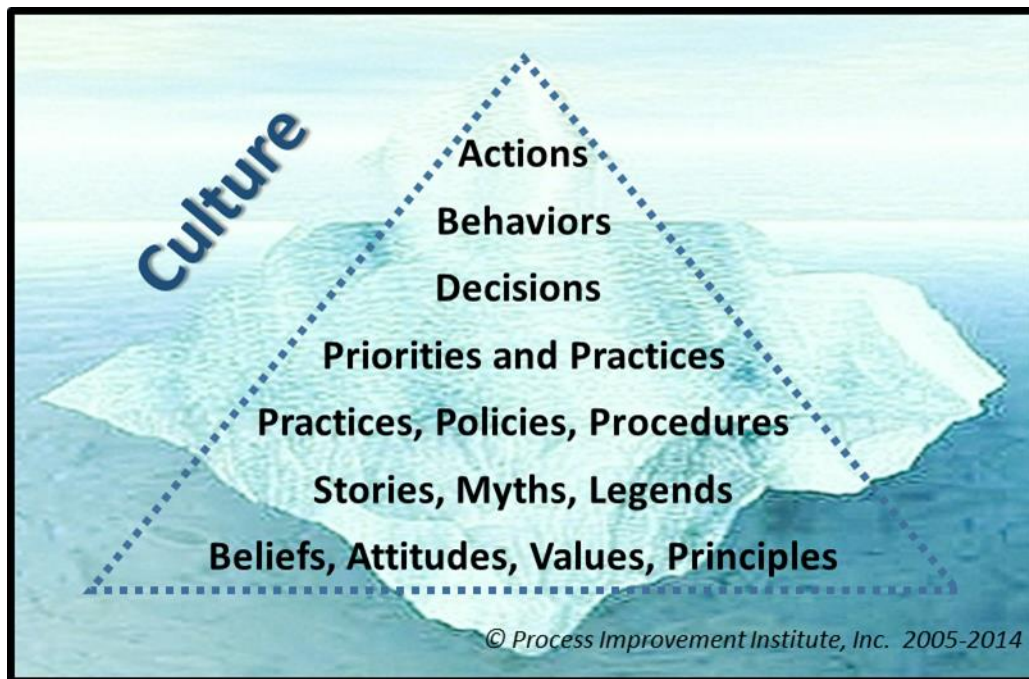 Culture
Actions
Behaviors
Decisions
Priorities and Practices
Practices, Policies, Procedures
Stories, Myths, Legends
Beliefs, Attitudes, Values, Principles
© Process Improvement Institute, Inc. 2005-2014